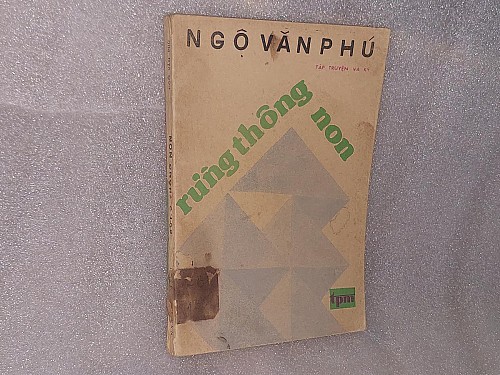 NGÔ VĂN PHÚ
TẬP TRUYỆN VÀ KÝ
rừng thông
non
tpm